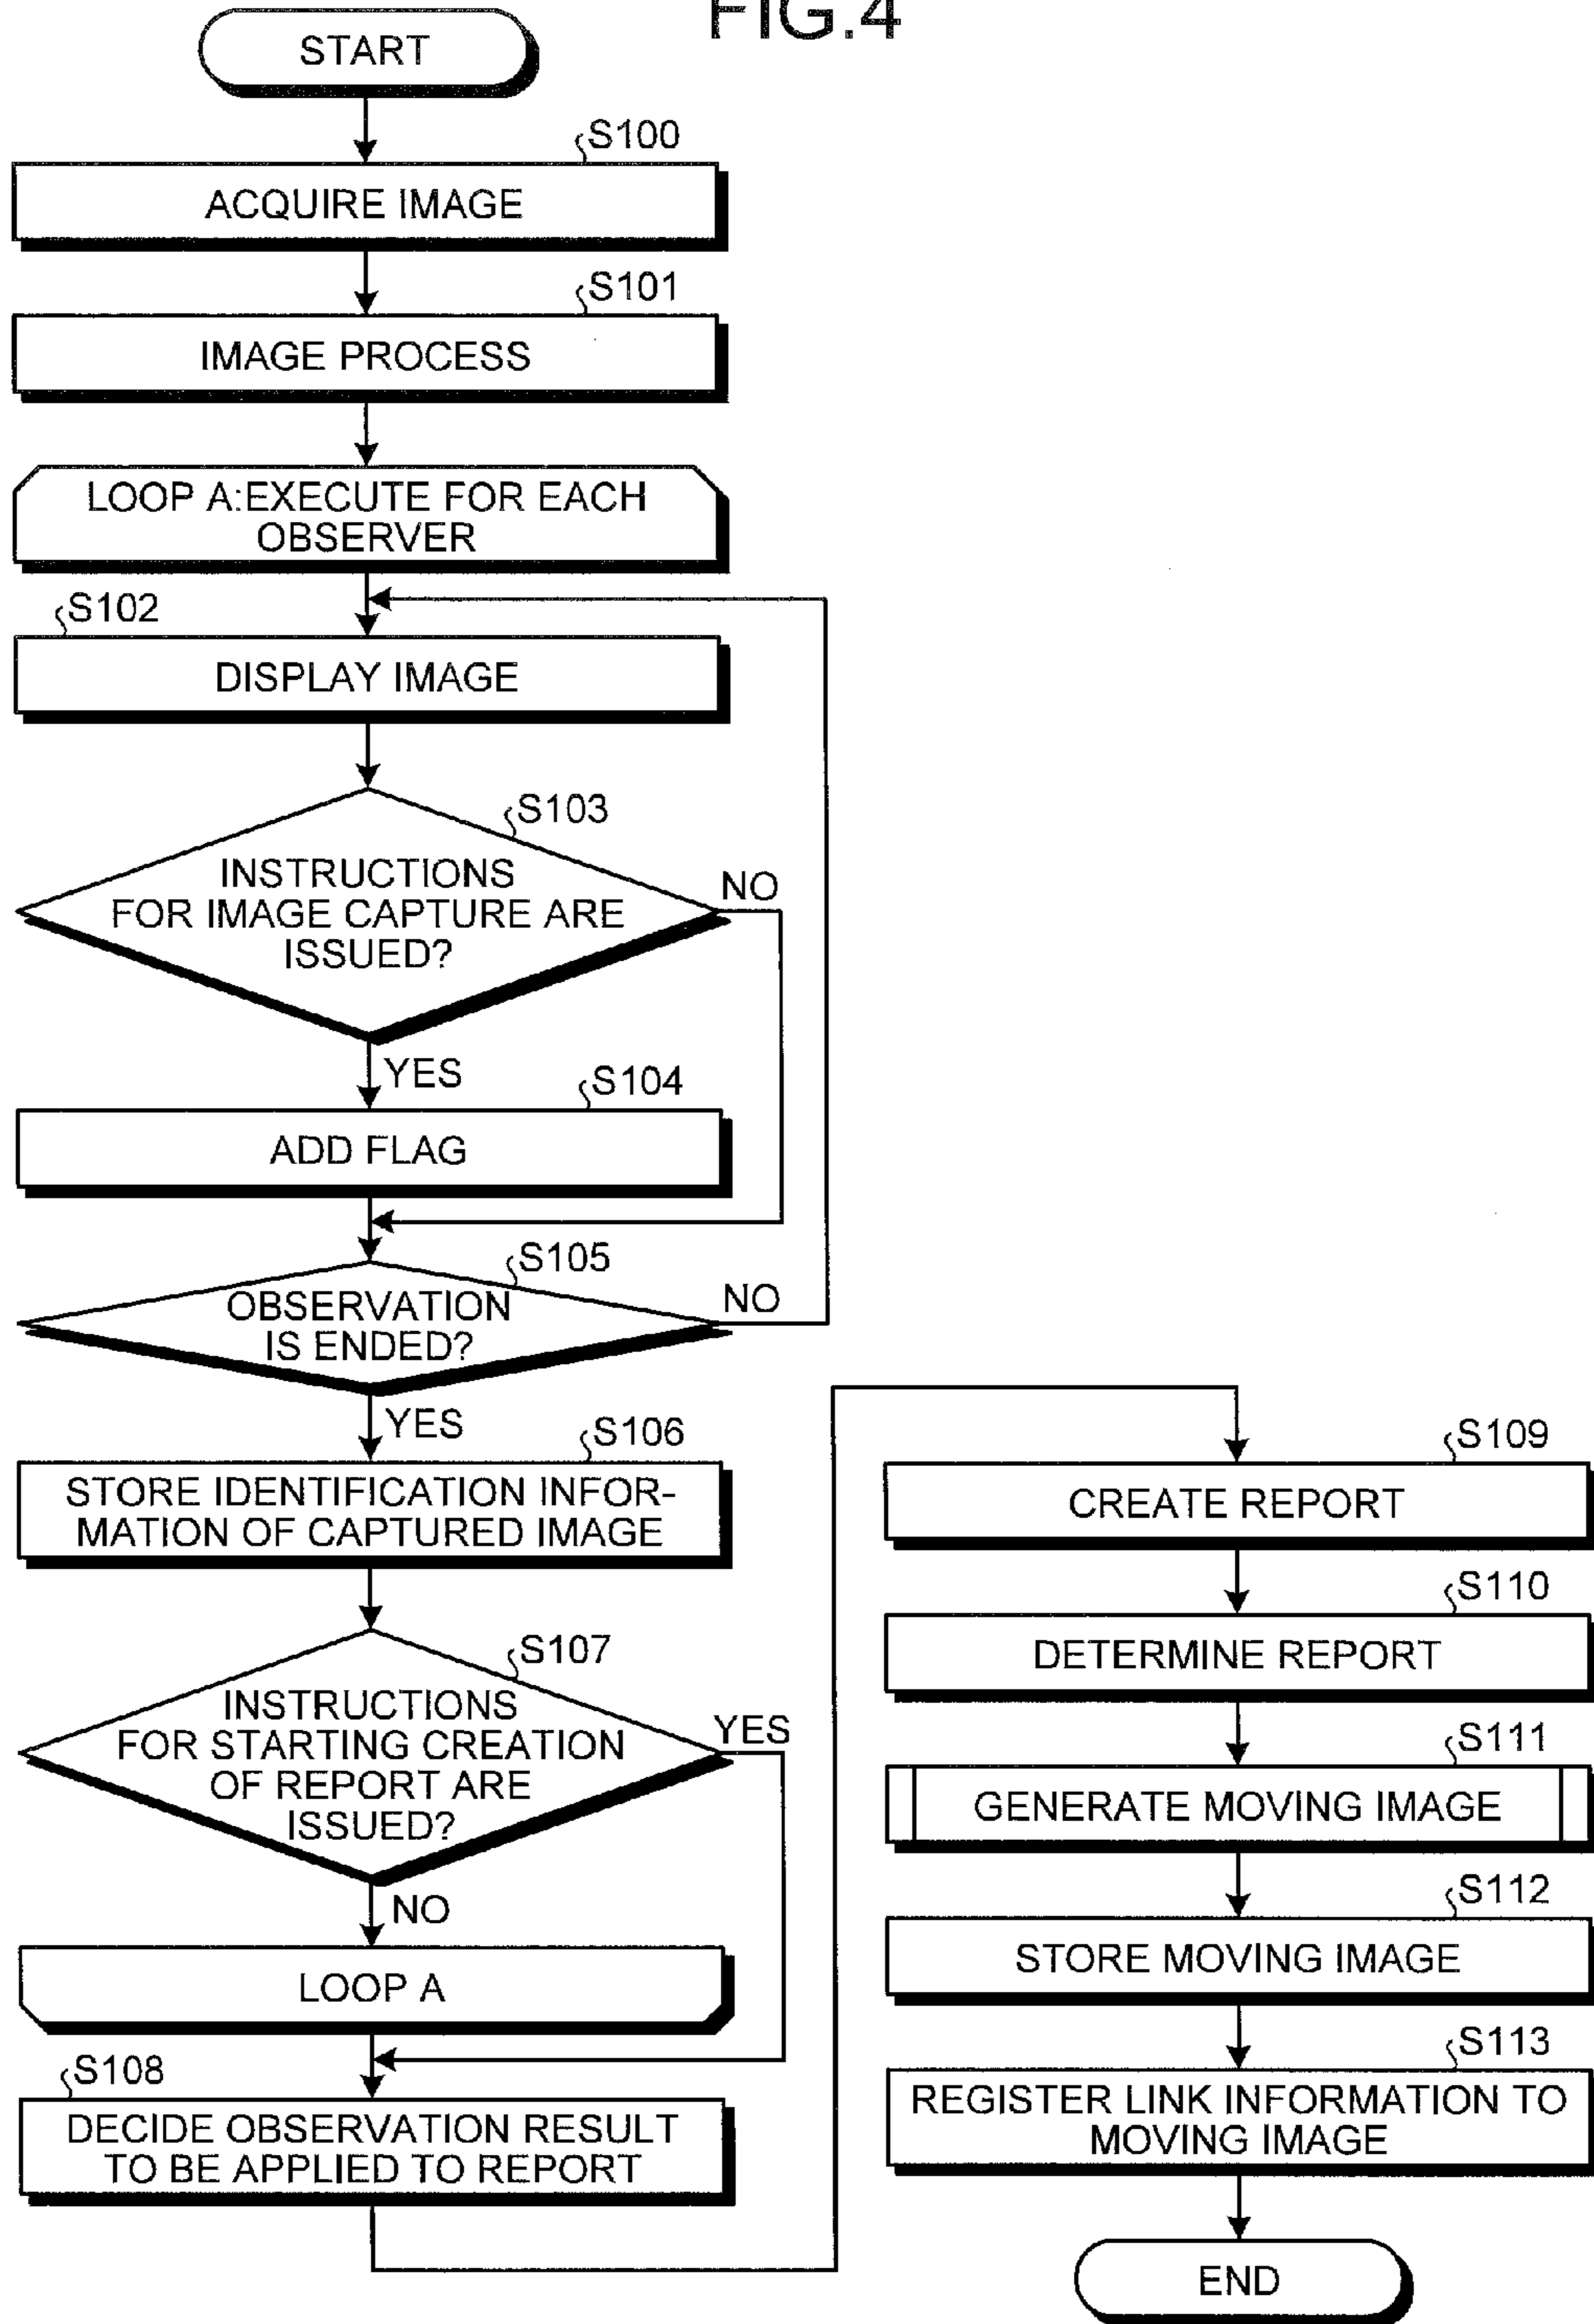 FIG.4
START
S100
ACQUIRE IMAGE
S101
IMAGE PROCESS
LOOP A:EXECUTE FOR EACH
OBSERVER
S102
DISPLAY IMAGE
S103
INSTRUCTIONS
FOR IMAGE CAPTURE ARE
ISSUED?
NO
YES
S104
ADD FLAG
S105
OBSERVATION
IS ENDED?
NO
YES
S106
STORE IDENTIFICATION INFOR-
MATION OF CAPTURED IMAGE
S107
INSTRUCTIONS
FOR STARTING CREATION
OF REPORT ARE
ISSUED?
YES
NO
LOOP A
S108
DECIDE OBSERVATION RESULT
TO BE APPLIED TO REPORT
S109
CREATE REPORT
S110
DETERMINE REPORT
S111
GENERATE MOVING IMAGE
S112
STORE MOVING IMAGE
S113
REGISTER LINK INFORMATION TO
MOVING IMAGE
END